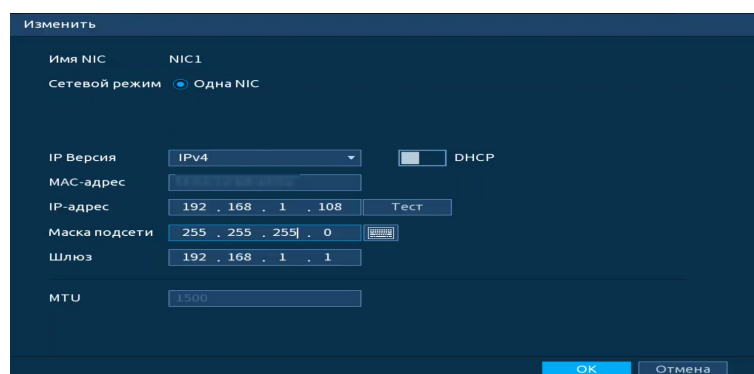 Изменить
Имя NIC NIC1
Сетевой режим Одна NIC
IP Версия IPv4 DHCP
MAC-адрес
IP-адрес 192 . 168 . 1 . 108 Тест
Маска подсети 255 . 255 . 255 . 0
Шлюз 192 . 168 . 1 . 1
MTU 1500
OK Отмена